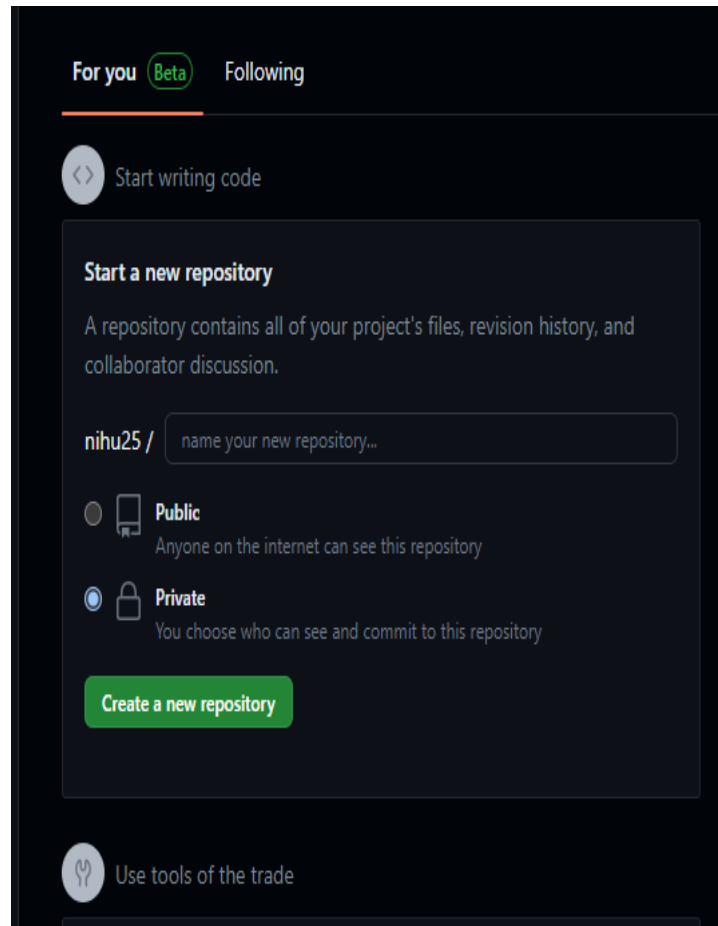 For you Beta Following
<> Start writing code
Start a new repository
A repository contains all of your project's files, revision history, and
collaborator discussion.
nihu25 / name your new repository...
Public
Anyone on the internet can see this repository
Private
You choose who can see and commit to this repository
Create a new repository
Use tools of the trade